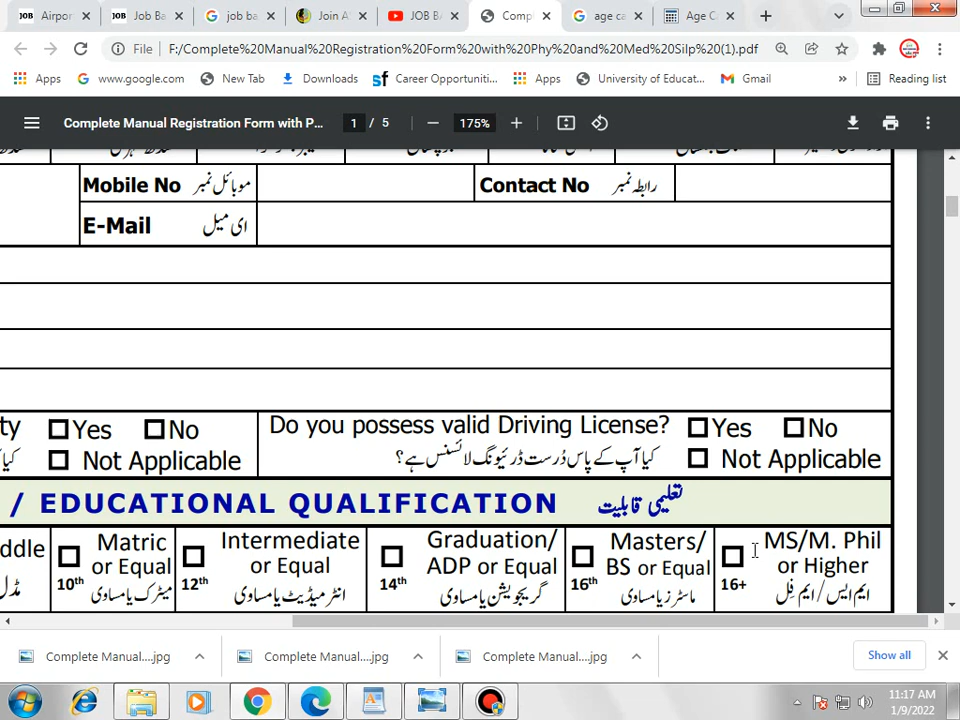 Airpor
Job Ba
job ba
Join A
JOB B
Comp
age ca
Age C
File
F:/Complete%20Manual%20Registration%20Form%20with%20Phy%20and%20Med%20Silp%20(1).pdf
Apps
www.google.com
New Tab
Downloads
Career Opportuniti...
Apps
University of Educat...
Gmail
»
Reading list
Complete Manual Registration Form with P...
1 / 5
175%
Mobile No موبائل نمبر
Contact No رابطہ نمبر
E-Mail ای میل
ty Yes No
Do you possess valid Driving License? Yes No
Not Applicable
کیا آپ کے پاس دُرست ڈرئیونگ لائسنس ہے؟ Not Applicable
/ EDUCATIONAL QUALIFICATION تعلیمی قابلیت
ddle
مڈل
10th
Matric
or Equal
میٹرک یا مساوی
12th
Intermediate
or Equal
انٹرمیڈیٹ یا مساوی
14th
Graduation/
ADP or Equal
گریجویشن یا مساوی
16th
Masters/
BS or Equal
ماسٹرز یا مساوی
16+
MS/M. Phil
or Higher
ایم ایس/ ایم فِل
Complete Manual....jpg
Complete Manual....jpg
Complete Manual....jpg
Show all
11:17 AM
1/9/2022